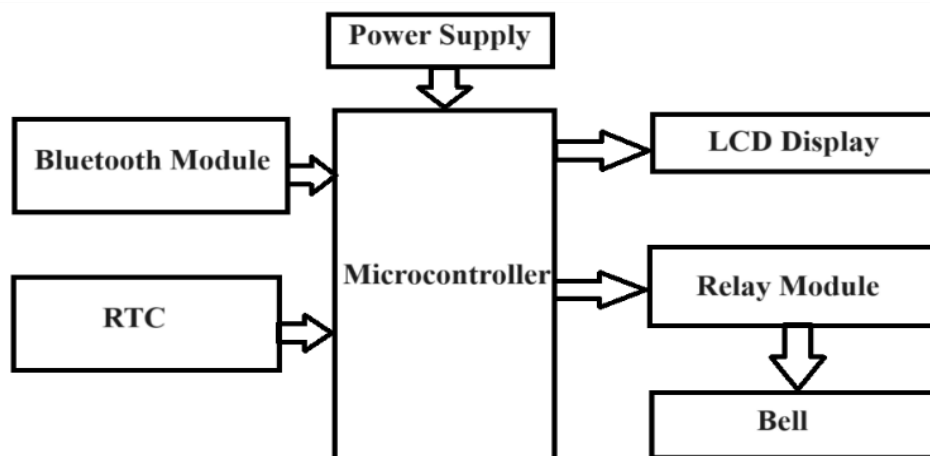 Power Supply
Bluetooth Module
LCD Display
Microcontroller
RTC
Relay Module
Bell